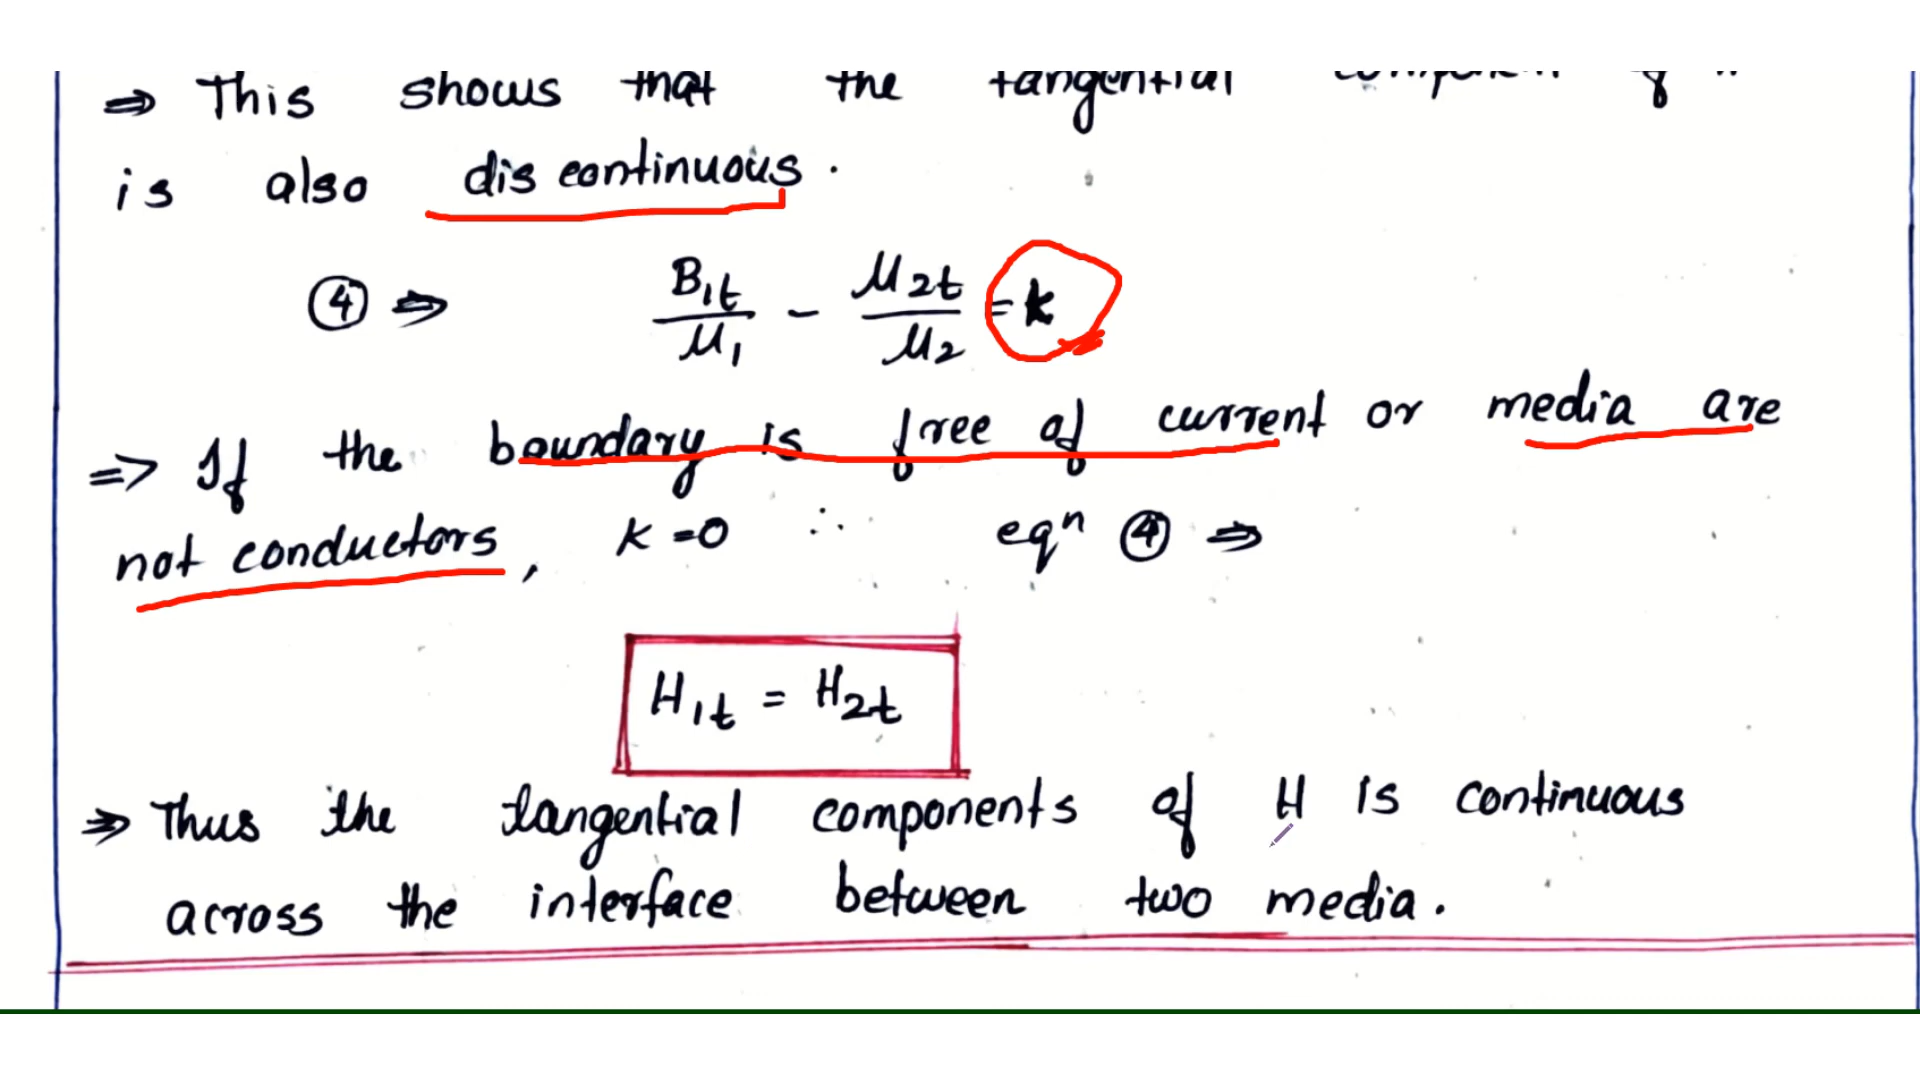 ⇒ This shows that the tangential component of H
is also discontinuous.
④ ⇒ B1t/μ1 - μ2t/μ2 = k
⇒ If the boundary is free of current or media are
not conductors, k = 0 ∴ eqn ④ ⇒
H1t = H2t
⇒ Thus the tangential components of H is continuous
across the interface between two media.